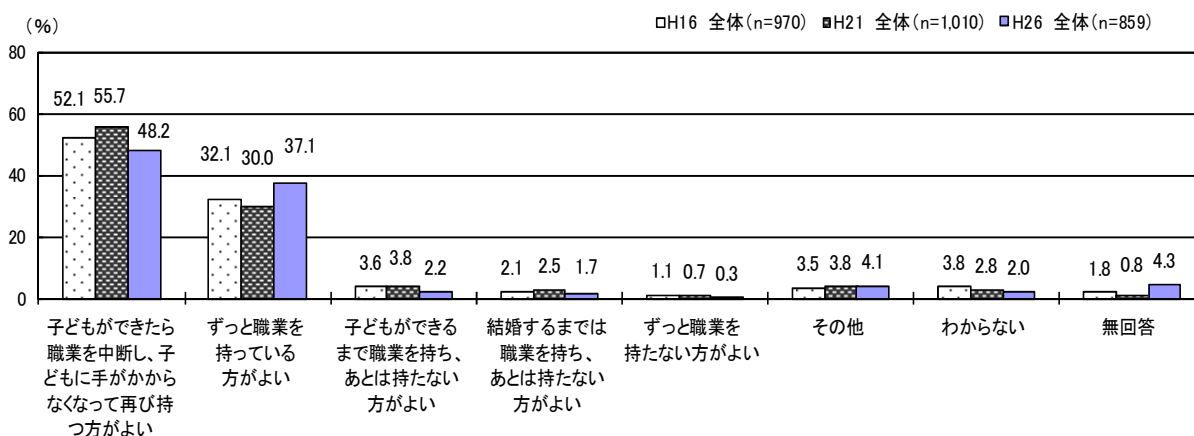 （％）
H16 全体（n=970）
H21 全体（n=1,010）
H26 全体（n=859）
80
60
40
20
0
52.1
55.7
48.2
32.1
30.0
37.1
3.6
3.8
2.2
2.1
2.5
1.7
1.1
0.7
0.3
3.5
3.8
4.1
3.8
2.8
2.0
1.8
0.8
4.3
子どもができたら
職業を中断し、子
どもに手がかから
なくなって再び持
つ方がよい
ずっと職業を
持っている
方がよい
子どもができる
まで職業を持ち、
あとは持たない
方がよい
結婚するまでは
職業を持ち、
あとは持たない
方がよい
ずっと職業を
持たない方がよい
その他
わからない
無回答